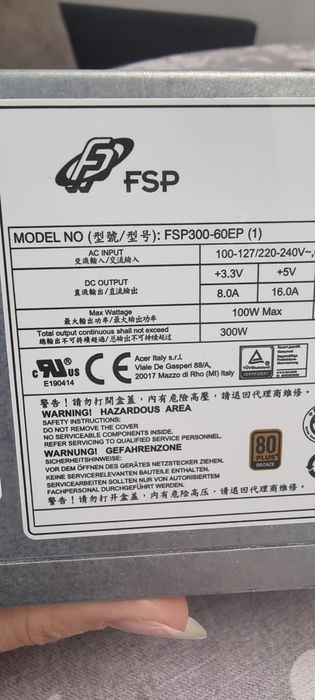 FSP
MODEL NO (型號/型号): FSP300-60EP (1)
AC INPUT 100-127/220-240V~,
交流輸入/交流输入
+3.3V +5V
DC OUTPUT
直流輸出/直流输出
8.0A 16.0A
Max Wattage 100W Max
最大輸出功率/最大输出功率
Total output continuous shall not exceed 300W
總輸出不可持續超過/总输出不可持续超过
c RU us
E190414
CE
Acer Italy s.r.l.
Viale De Gasperi 88/A,
20017 Mazzo di Rho (MI) Italy
警告！請勿打開盒蓋，內有危險高壓，請退回代理商維修。
WARNING! HAZARDOUS AREA
SAFETY INSTRUCTIONS:
DO NOT REMOVE THE COVER
NO SERVICEABLE COMPONENTS INSIDE.
REFER SERVICING TO QUALIFIED SERVICE PERSONNEL.
WARNUNG! GEFAHRENZONE
SICHERHEITSHINWEISE:
VOR DEM ÖFFNEN DES GERÄTES NETZSTECKER ZIEHEN.
KEINE SERVICERELEVANTEN BAUTEILE ENTHALTEN.
SERVICEARBEITEN SOLLTEN NUR VON AUTORISIERTEM
FACHPERSONAL DURCHGEFÜHRT WERDEN.
80
PLUS
BRONZE
警告！请勿打开盒盖，内有危险高压，请退回代理商维修。